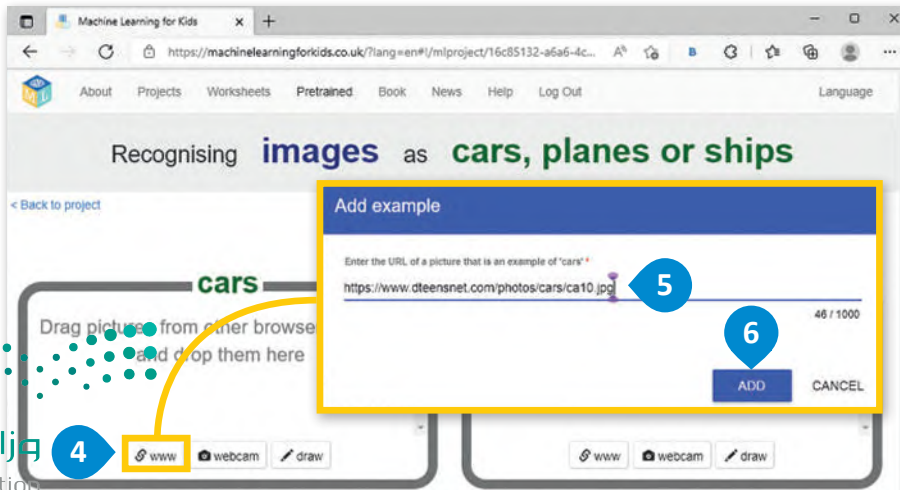 Machine Learning for Kids
https://machinelearningforkids.co.uk/?lang=en#!/mlproject/16c85132-a6a6-4c...
About Projects Worksheets Pretrained Book News Help Log Out Language
Recognising images as cars, planes or ships
< Back to project
Add example
Enter the URL of a picture that is an example of 'cars' *
https://www.dteensnet.com/photos/cars/ca10.jpg
5
46 / 1000
6
ADD CANCEL
cars
Drag pictures from other browse
and drop them here
4
www webcam draw
www webcam draw